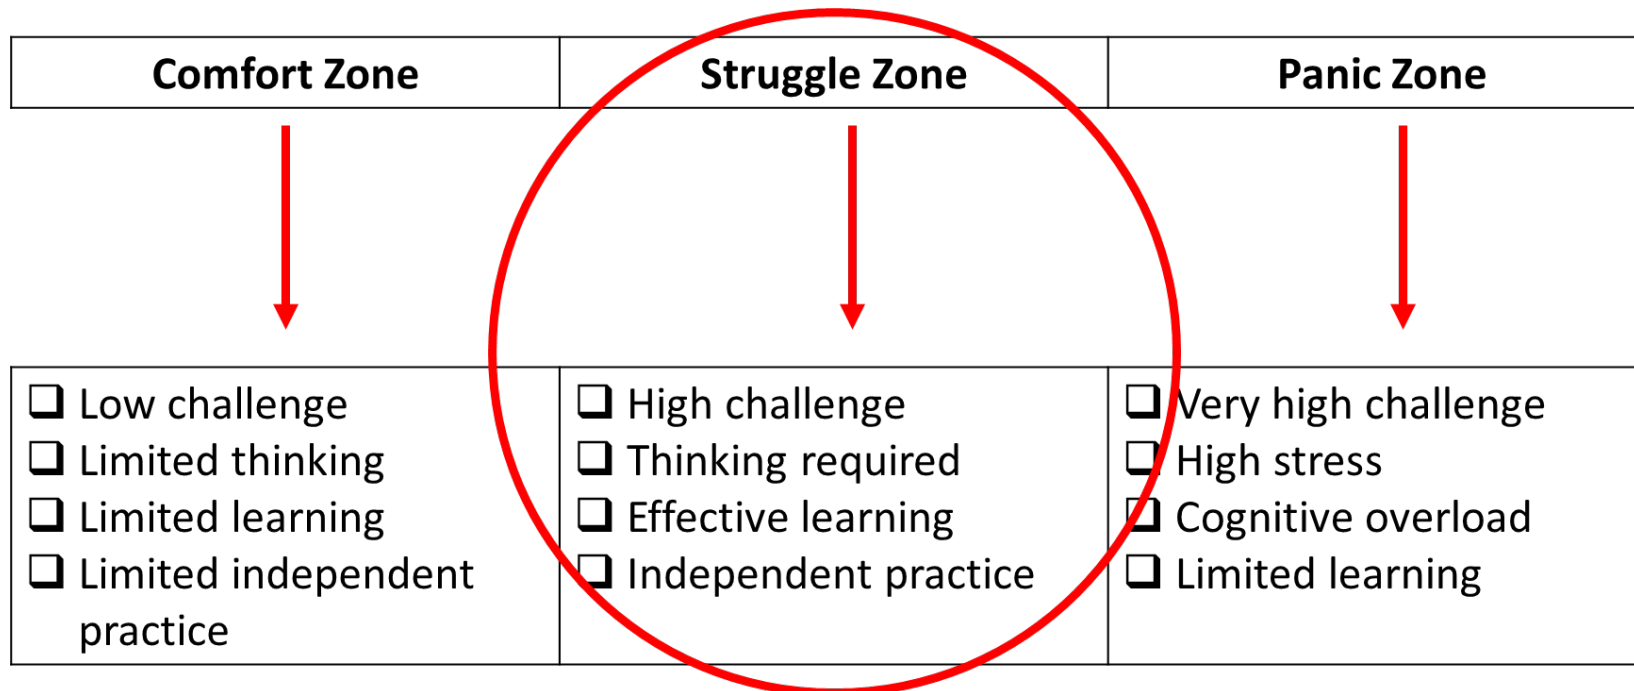 Comfort Zone
Struggle Zone
Panic Zone
Low challenge
Limited thinking
Limited learning
Limited independent
practice
High challenge
Thinking required
Effective learning
Independent practice
Very high challenge
High stress
Cognitive overload
Limited learning